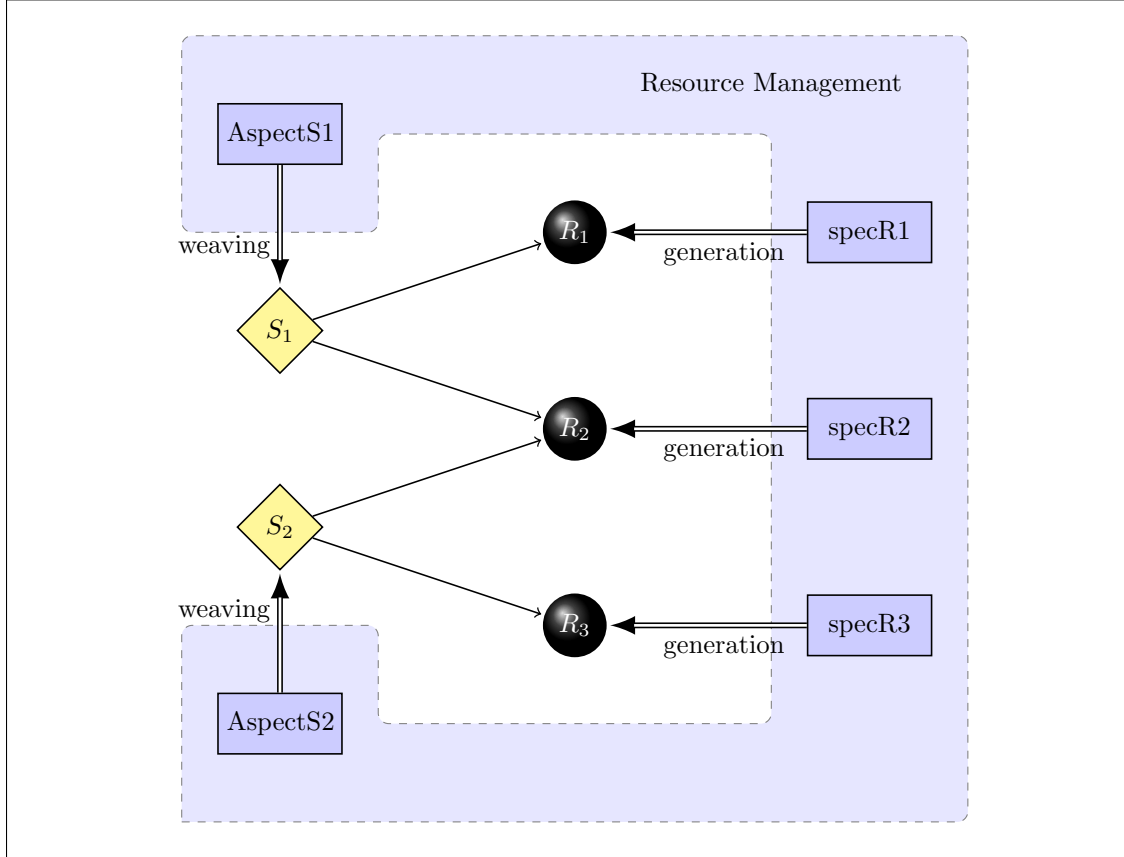 Resource Management
AspectS1
weaving
R₁
specR1
generation
S₁
R₂
specR2
generation
S₂
weaving
R₃
specR3
generation
AspectS2